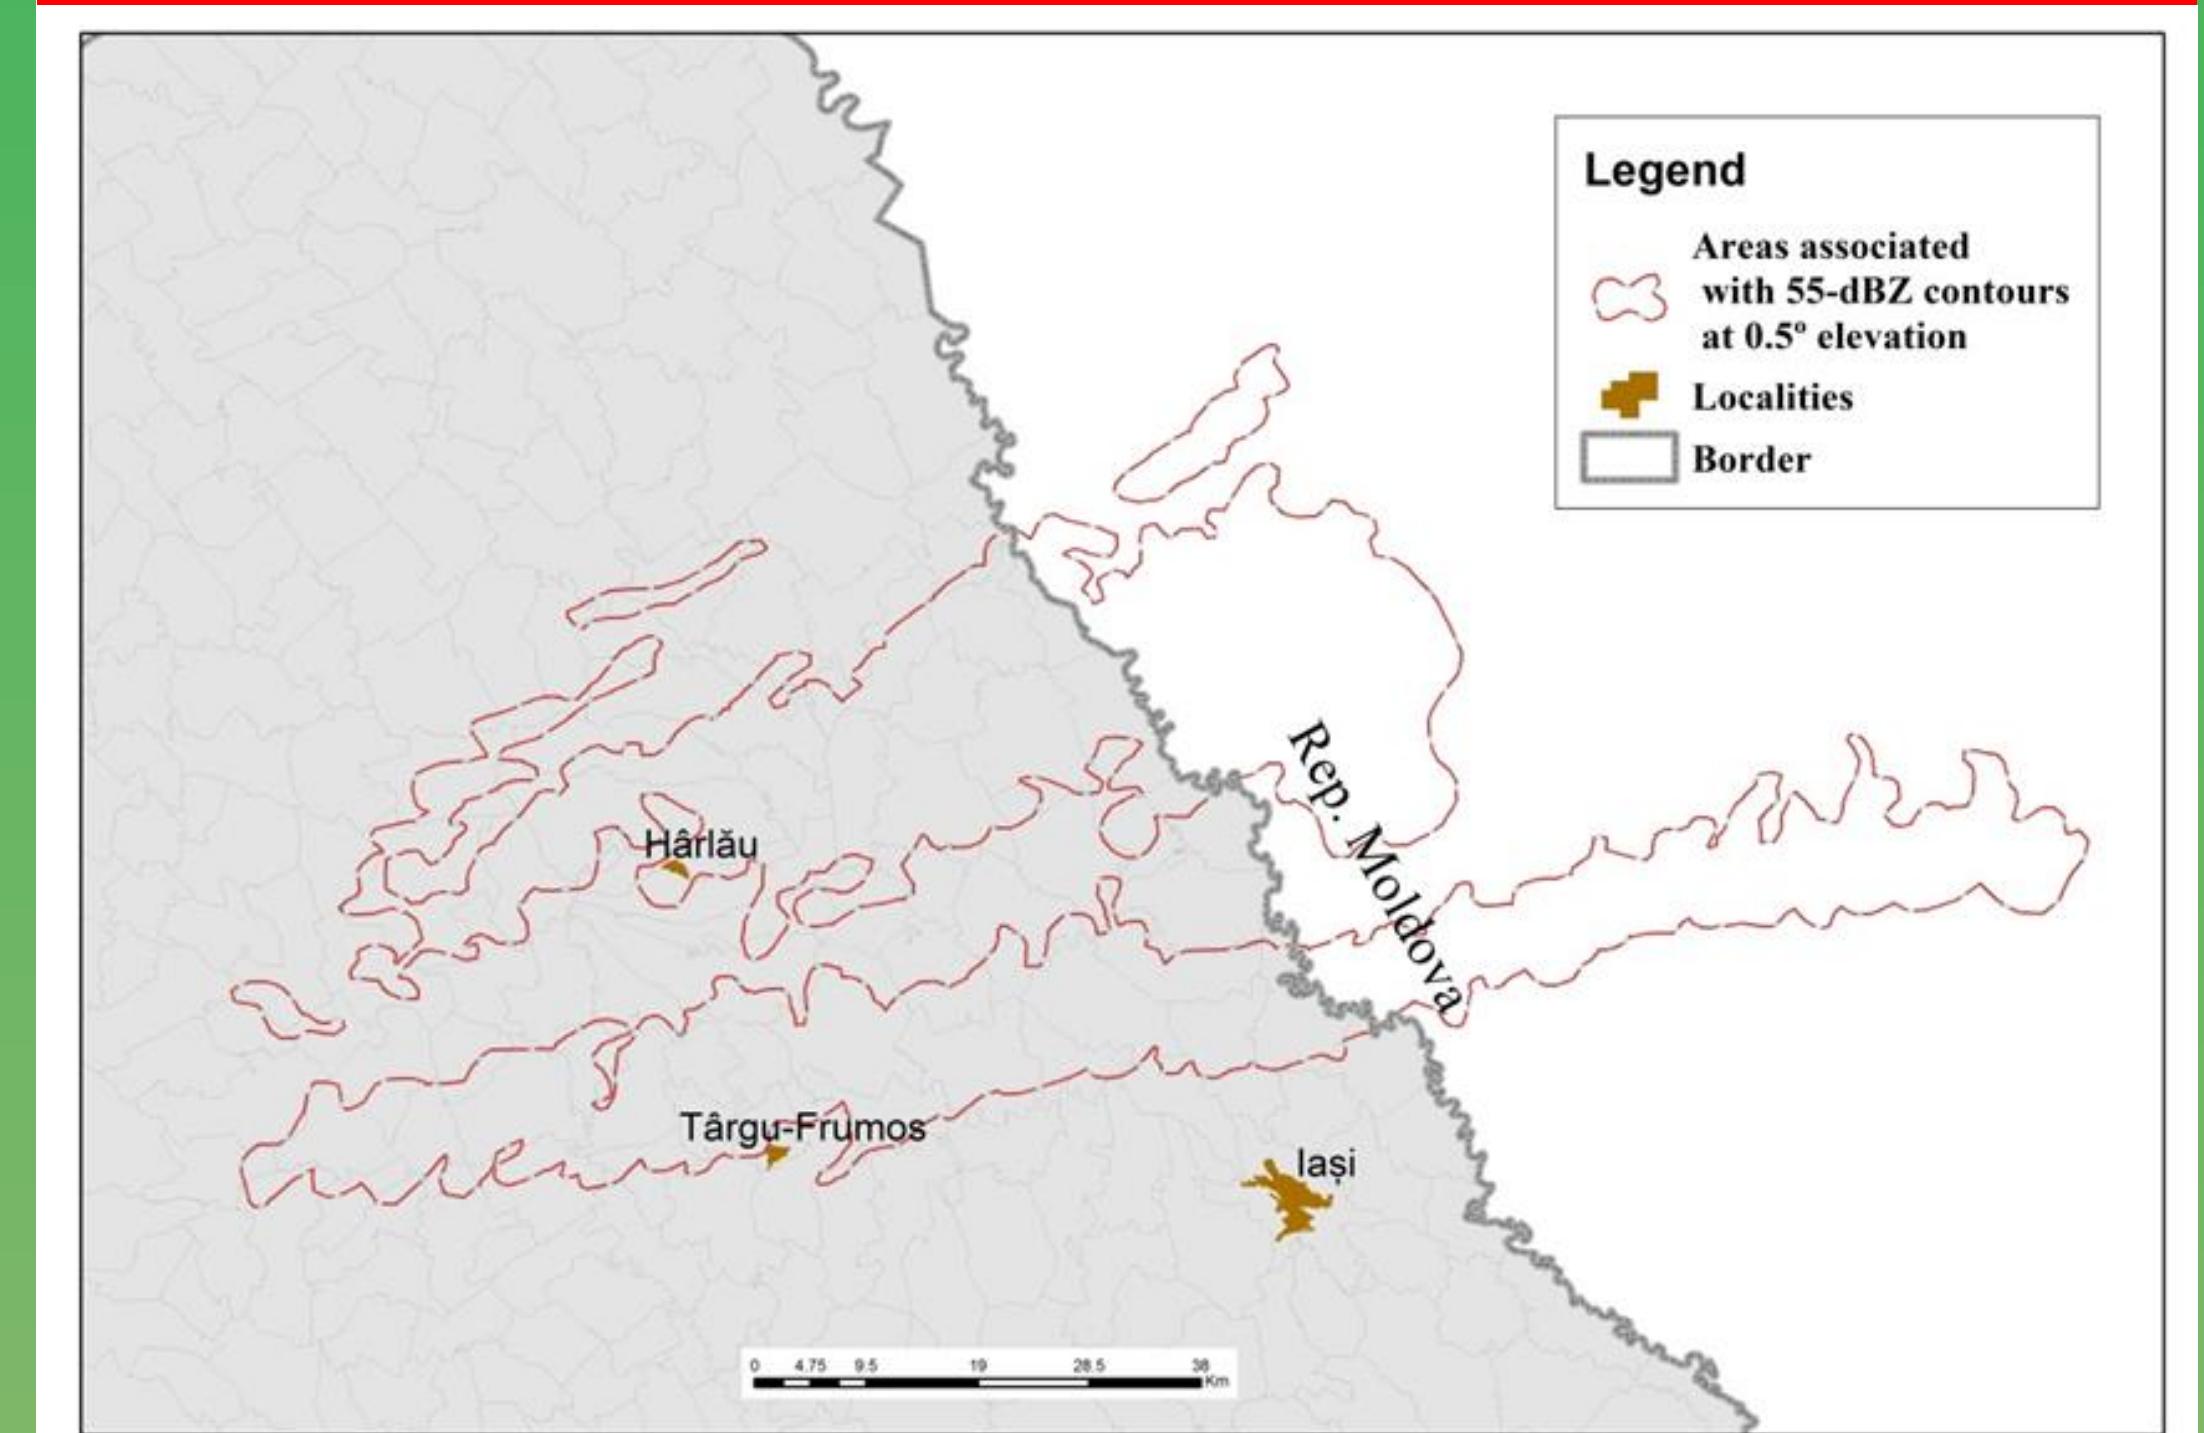 Legend
Areas associated
with 55-dBZ contours
at 0.5º elevation
Localities
Border
Rep. Moldova
Hârlău
Târgu-Frumos
Iași
0 4.75 9.5 19 28.5 38
Km